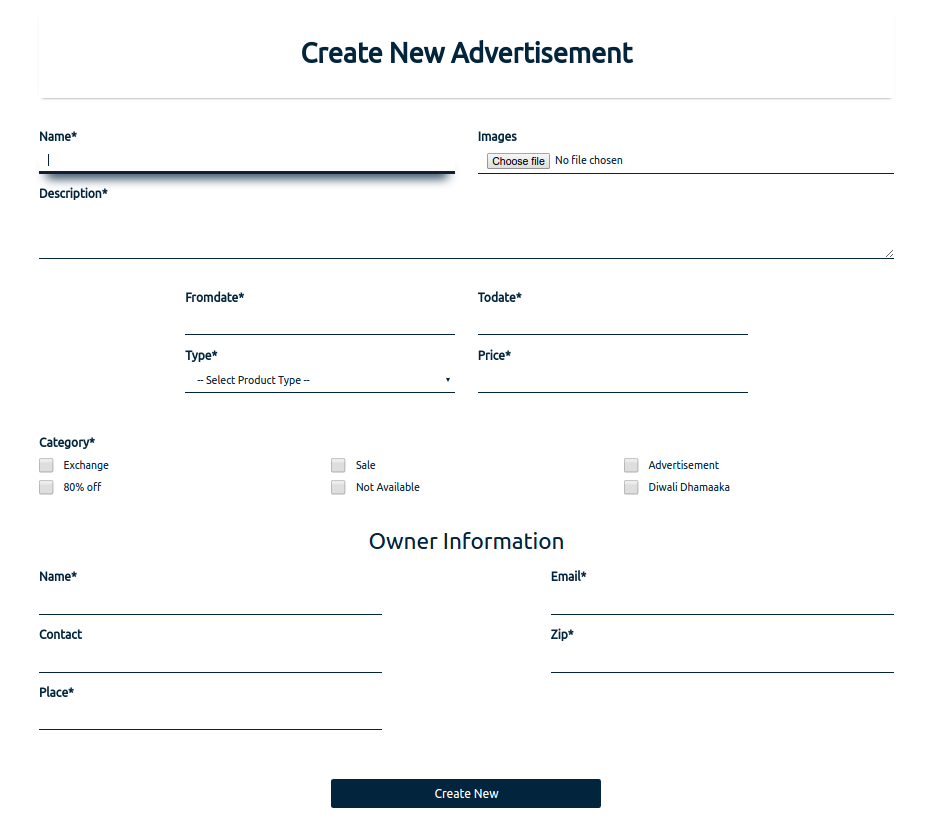 Create New Advertisement
Name* Images
Choose file No file chosen
Description*
Fromdate* Todate*
Type* Price*
-- Select Product Type --
Category*
Exchange Sale Advertisement
80% off Not Available Diwali Dhamaaka
Owner Information
Name* Email*
Contact Zip*
Place*
Create New